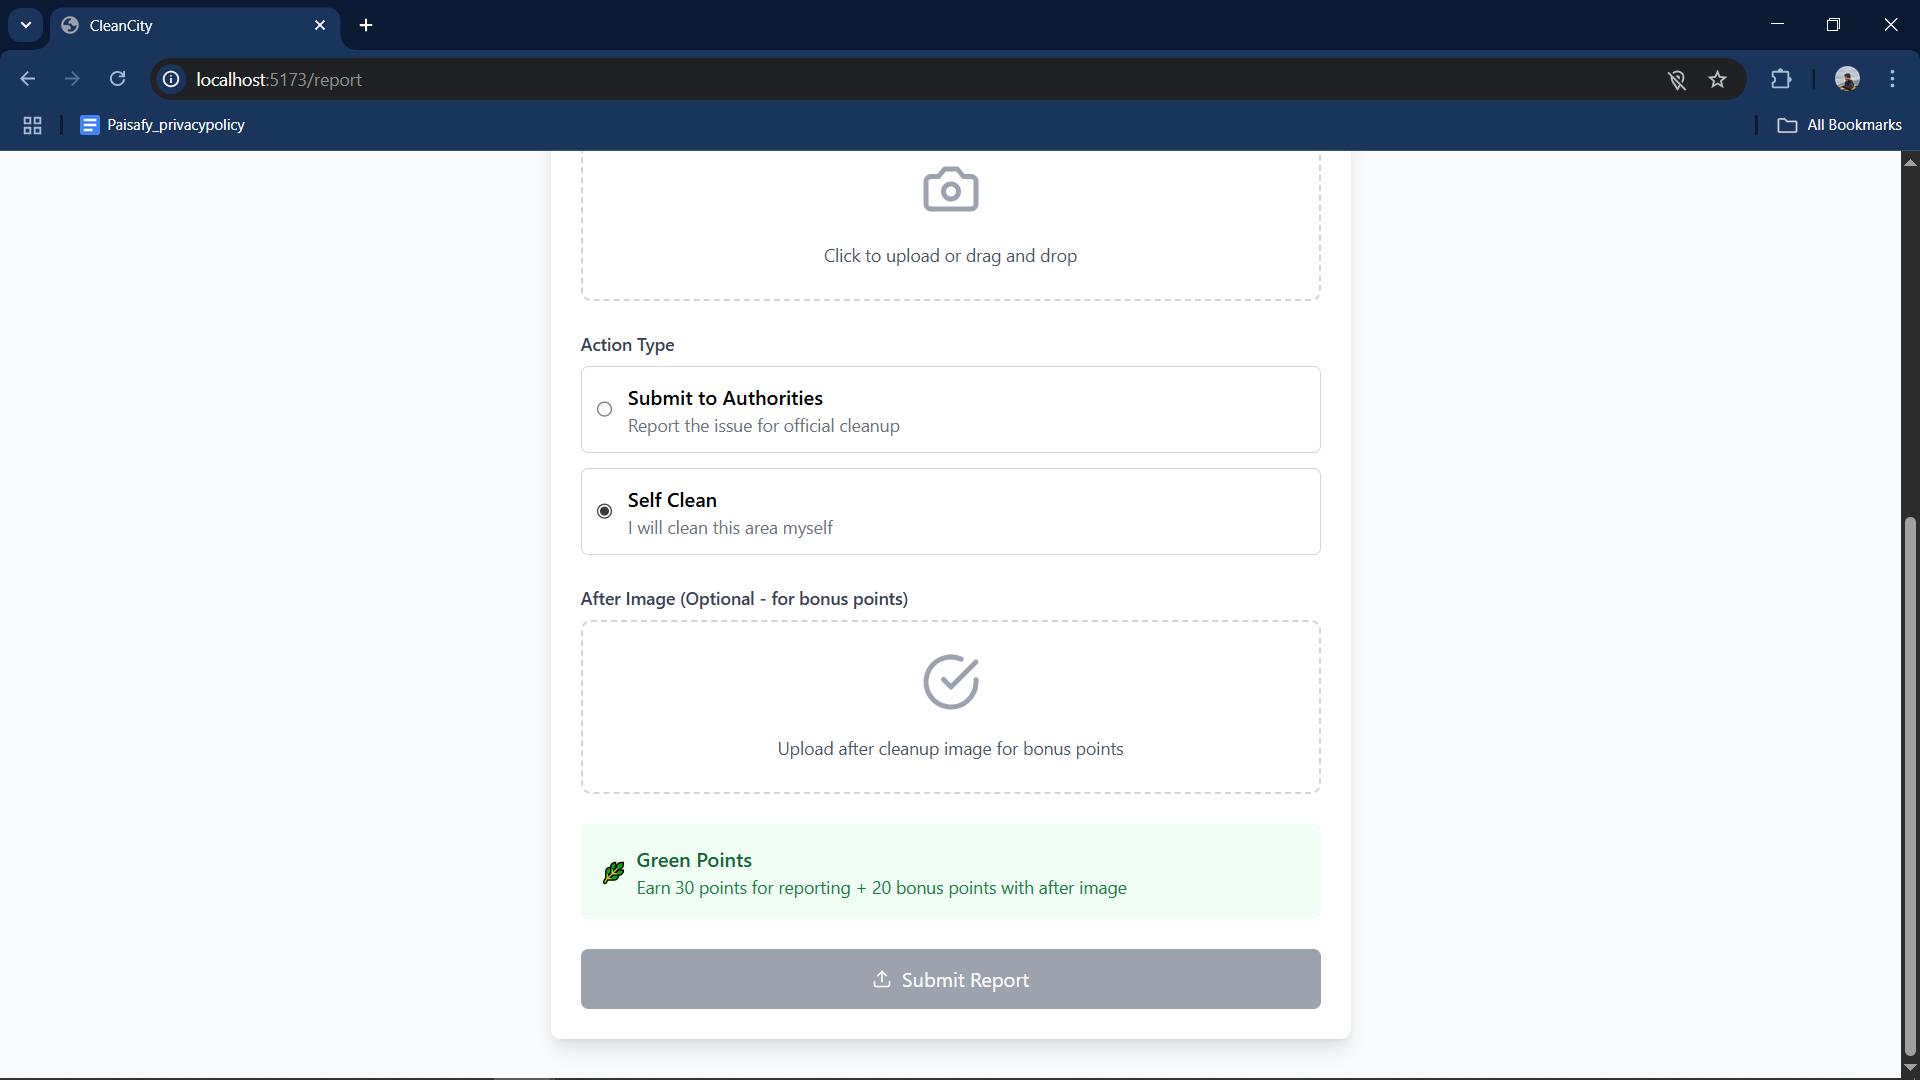 CleanCity
localhost:5173/report
Paisafy_privacypolicy
All Bookmarks
Click to upload or drag and drop
Action Type
Submit to Authorities
Report the issue for official cleanup
Self Clean
I will clean this area myself
After Image (Optional - for bonus points)
Upload after cleanup image for bonus points
Green Points
Earn 30 points for reporting + 20 bonus points with after image
Submit Report